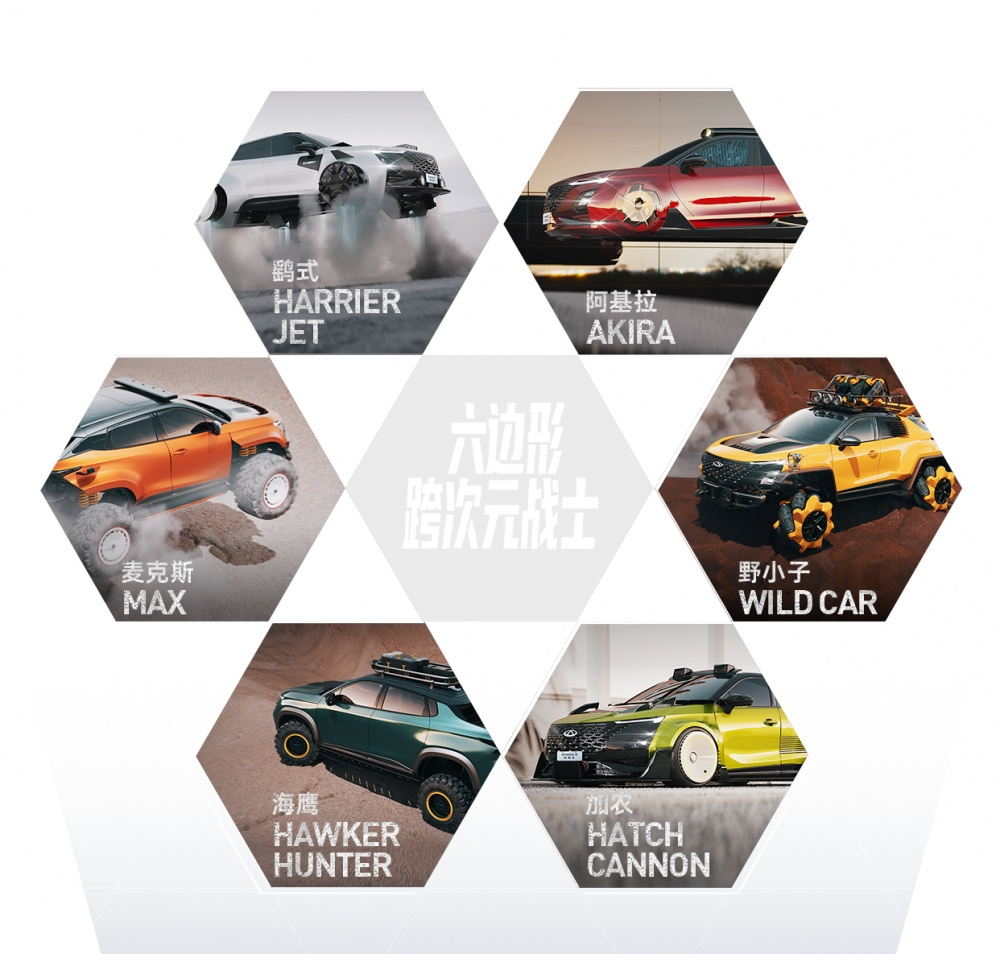 鹞式
HARRIER
JET
阿基拉
AKIRA
六边形
跨次元战士
麦克斯
MAX
野小子
WILD CAR
海鹰
HAWKER
HUNTER
加农
HATCH
CANNON